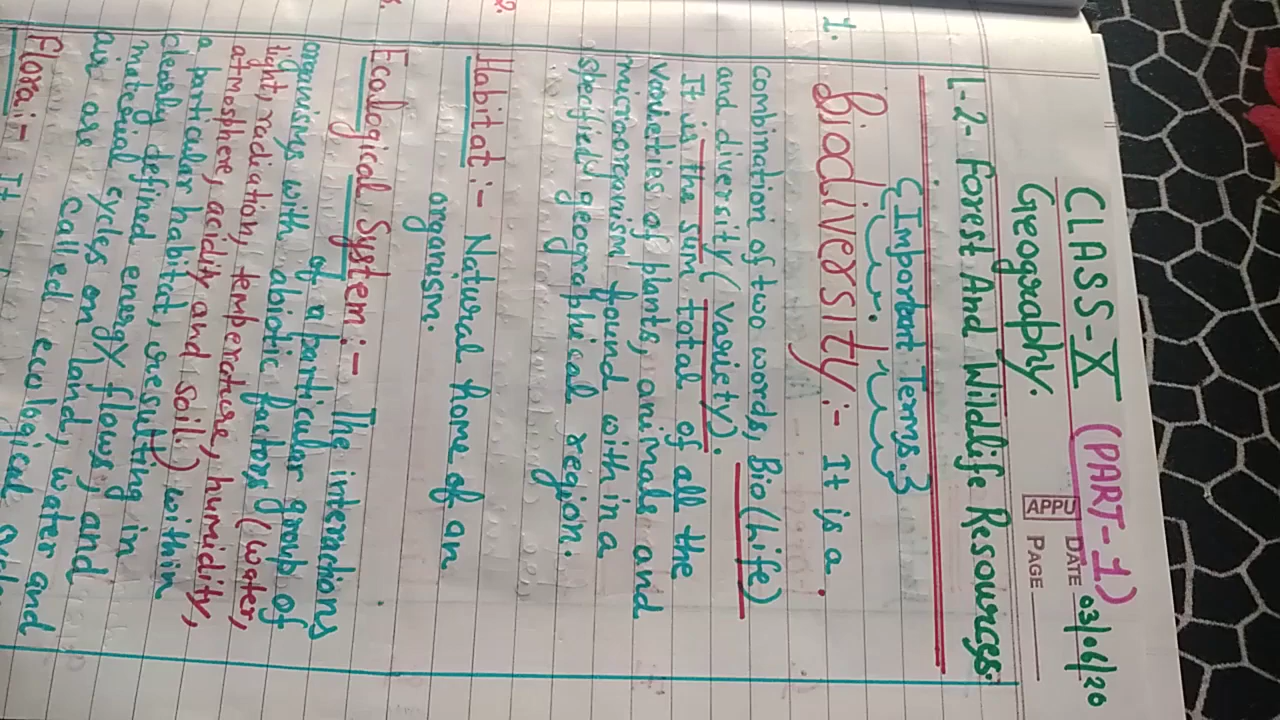 CLASS-X (PART-1)
Geography.
APPU DATE 03/06/20
PAGE
L-2- Forest And Wildlife Resources
{Important Terms.}
1. Biodiversity:- It is a
combination of two words, Bio(Life)
and diversity (Variety).
It is the sum total of all the
varieties of plants, animals and
microorganism found within a
specified geographical region.
2. Habitat:- Natural home of an
organism.
3. Ecological System:- The interactions
of a particular group of
organisms with abiotic factors (water,
light, radiation, temperature, humidity,
atmosphere, acidity and soil) within
a particular habitat, resulting in
clearly defined energy flows, and
material cycles on land, water and
air are called ecological
Flora:- It